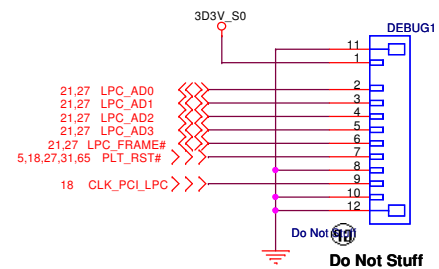 3D3V_S0
DEBUG1
11
1
21,27 LPC_AD0 2
21,27 LPC_AD1 3
21,27 LPC_AD2 4
21,27 LPC_AD3 5
21,27 LPC_FRAME# 6
5,18,27,31,65 PLT_RST# 7
8
18 CLK_PCI_LPC 9
10
12
Do Not Stuff
Do Not Stuff